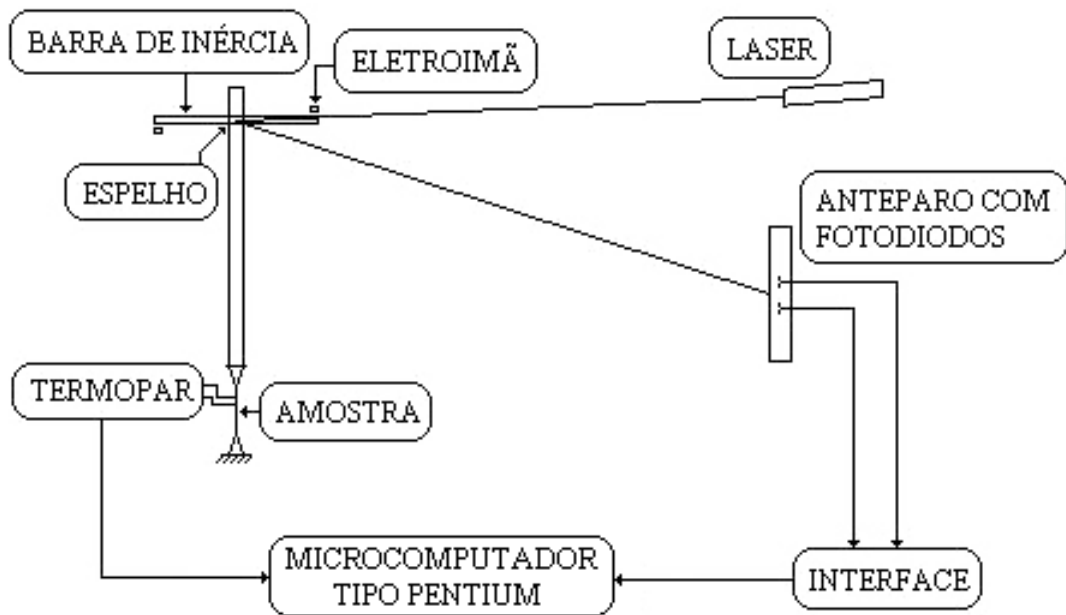 BARRA DE INÉRCIA
ELETROIMÃ
LASER
ESPELHO
ANTEPARO COM
FOTODIODOS
TERMOPAR
AMOSTRA
MICROCOMPUTADOR
TIPO PENTIUM
INTERFACE